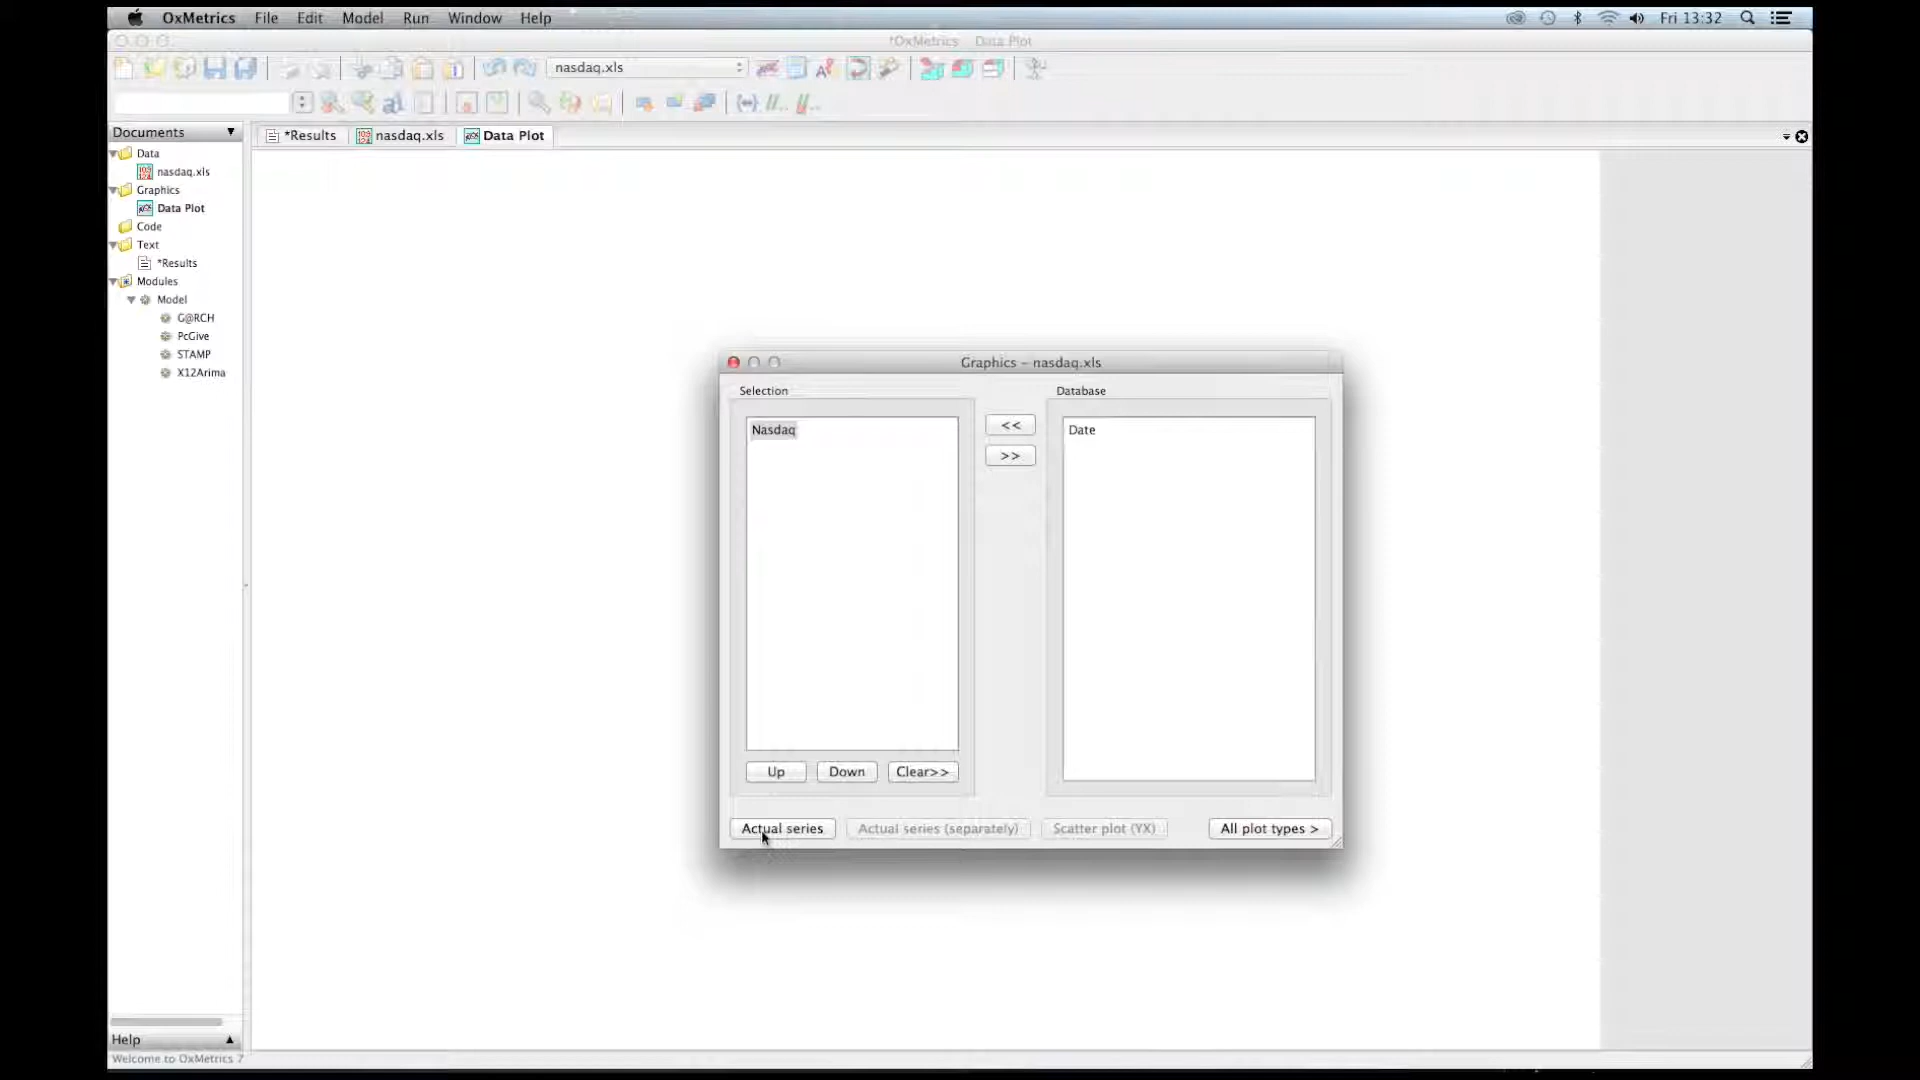 OxMetrics File Edit Model Run Window Help Fri 13:32
*OxMetrics - Data Plot
nasdaq.xls
Documents
*Results nasdaq.xls Data Plot
Data
nasdaq.xls
Graphics
Data Plot
Code
Text
*Results
Modules
Model
G@RCH
PcGive
STAMP
X12Arima
Graphics - nasdaq.xls
Selection Database
Nasdaq Date
<<
>>
Up Down Clear>>
Actual series Actual series (separately) Scatter plot (YX) All plot types >
Help
Welcome to OxMetrics 7